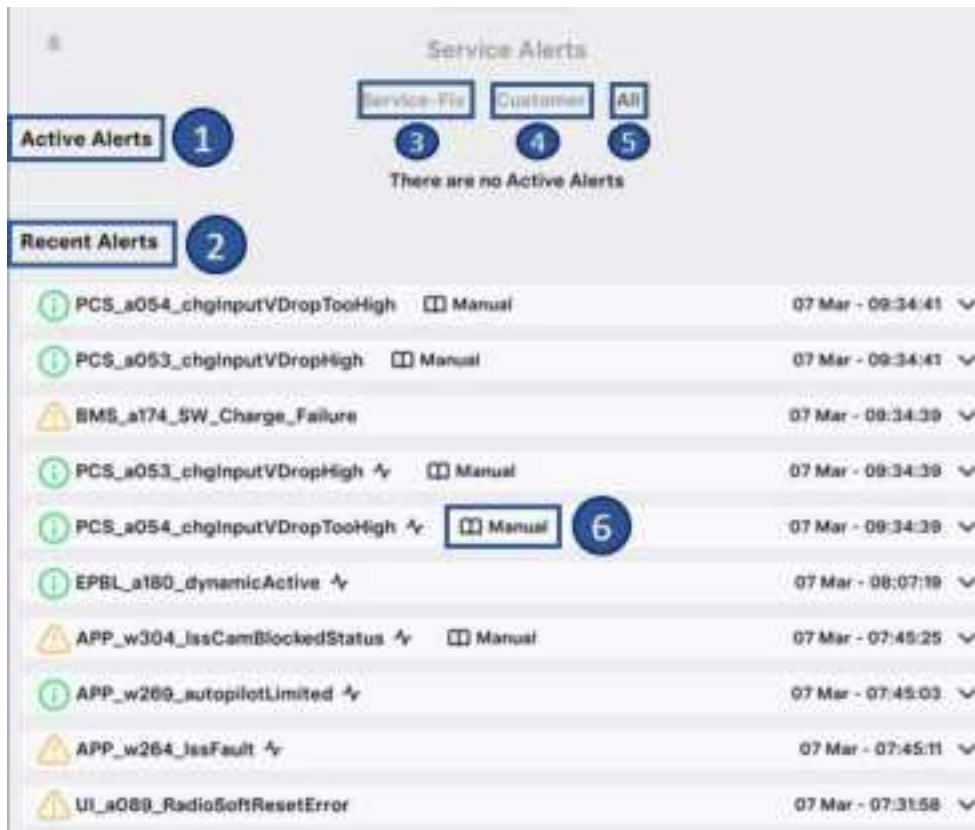 Service Alerts
Service-Fix Customer All
3 4 5
Active Alerts 1
There are no Active Alerts
Recent Alerts 2
PCS_a054_chgInputVDropTooHigh Manual 07 Mar - 09:34:41
PCS_a053_chgInputVDropHigh Manual 07 Mar - 09:34:41
BMS_a174_SW_Charge_Failure 07 Mar - 09:34:39
PCS_a053_chgInputVDropHigh Manual 07 Mar - 09:34:39
PCS_a054_chgInputVDropTooHigh Manual 6 07 Mar - 09:34:39
EPBL_a180_dynamicActive 07 Mar - 08:07:19
APP_w304_IssCamBlockedStatus Manual 07 Mar - 07:45:25
APP_w269_autopilotLimited 07 Mar - 07:45:03
APP_w264_IssFault 07 Mar - 07:45:11
UI_a089_RadioSoftResetError 07 Mar - 07:31:58